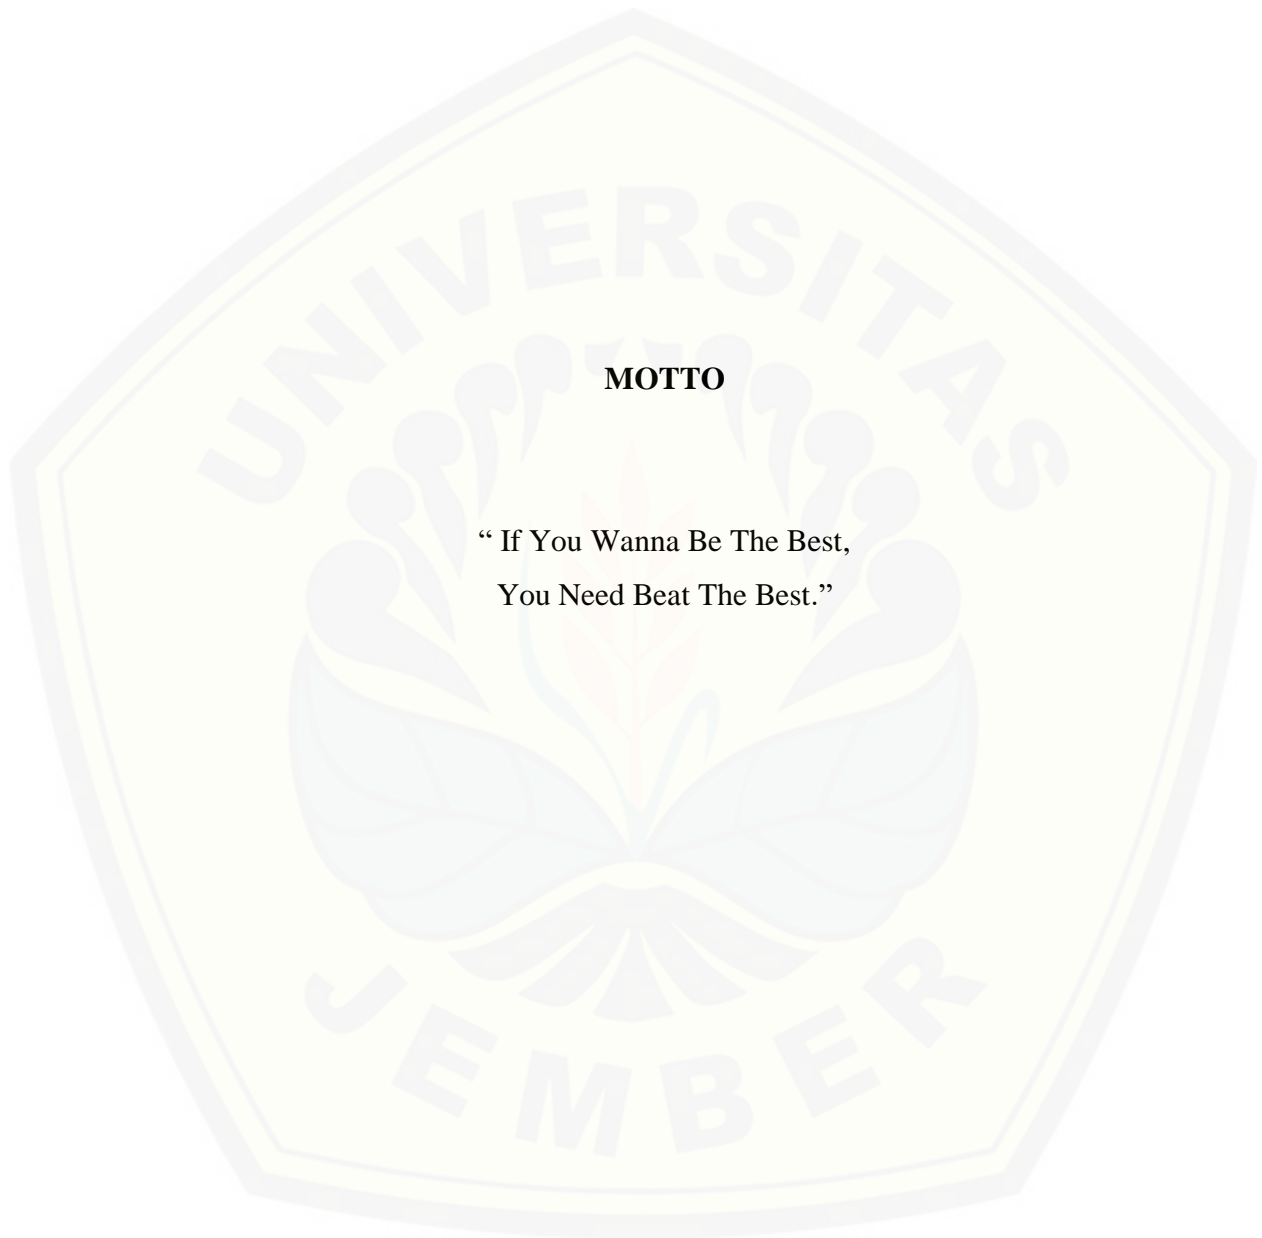 UNIVERSITAS
MOTTO
“ If You Wanna Be The Best,
You Need Beat The Best.”
JEMBER